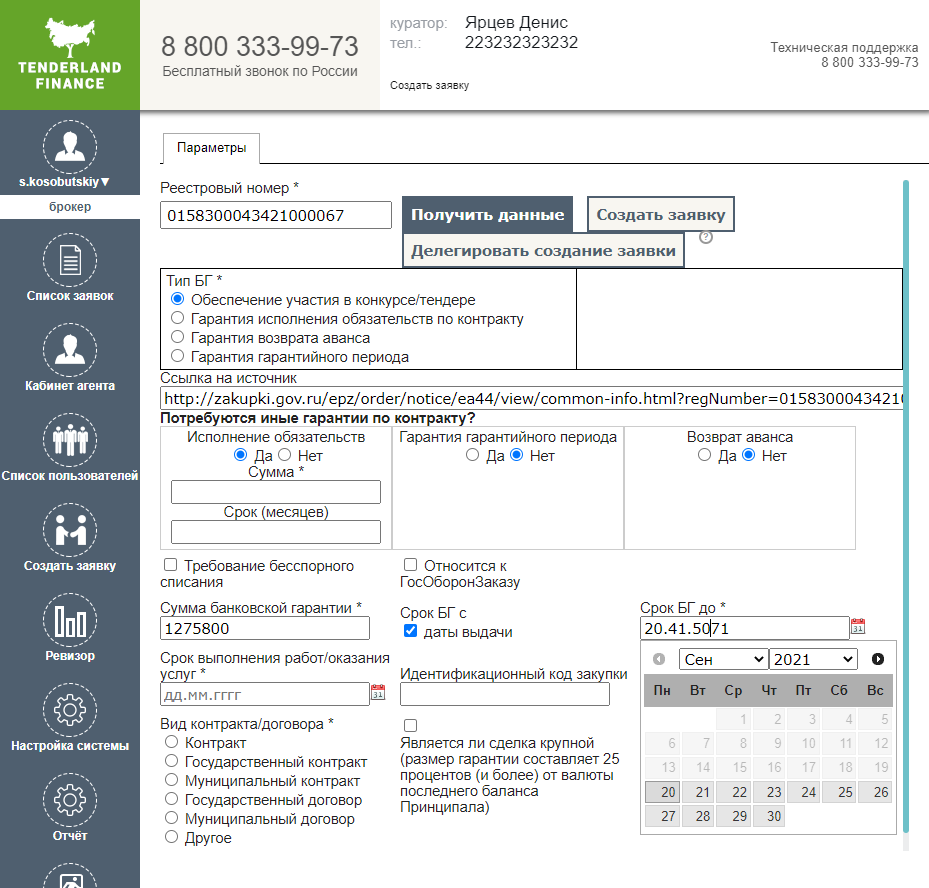 TENDERLAND
FINANCE
8 800 333-99-73
Бесплатный звонок по России
куратор: Ярцев Денис
тел.: 223232323232
Создать заявку
Техническая поддержка
8 800 333-99-73
s.kosobutskiy▼
брокер
Список заявок
Кабинет агента
Список пользователей
Создать заявку
Ревизор
Настройка системы
Отчёт
Параметры
Реестровый номер *
0158300043421000067
Получить данные
Создать заявку
Делегировать создание заявки
?
Тип БГ *
Обеспечение участия в конкурсе/тендере
Гарантия исполнения обязательств по контракту
Гарантия возврата аванса
Гарантия гарантийного периода
Ссылка на источник
http://zakupki.gov.ru/epz/order/notice/ea44/view/common-info.html?regNumber=01583000434210
Потребуются иные гарантии по контракту?
Исполнение обязательств
Да Нет
Сумма *
Срок (месяцев)
Гарантия гарантийного периода
Да Нет
Возврат аванса
Да Нет
Требование бесспорного
списания
Относится к
ГосОборонЗаказу
Сумма банковской гарантии *
1275800
Срок БГ с
даты выдачи
Срок БГ до *
20.41.5071
31
Срок выполнения работ/оказания
услуг *
дд.мм.гггг
31
Идентификационный код закупки
Сен 2021
Пн Вт Ср Чт Пт Сб Вс
1 2 3 4 5
6 7 8 9 10 11 12
13 14 15 16 17 18 19
20 21 22 23 24 25 26
27 28 29 30
Вид контракта/договора *
Контракт
Государственный контракт
Муниципальный контракт
Государственный договор
Муниципальный договор
Другое
Является ли сделка крупной
(размер гарантии составляет 25
процентов (и более) от валюты
последнего баланса
Принципала)